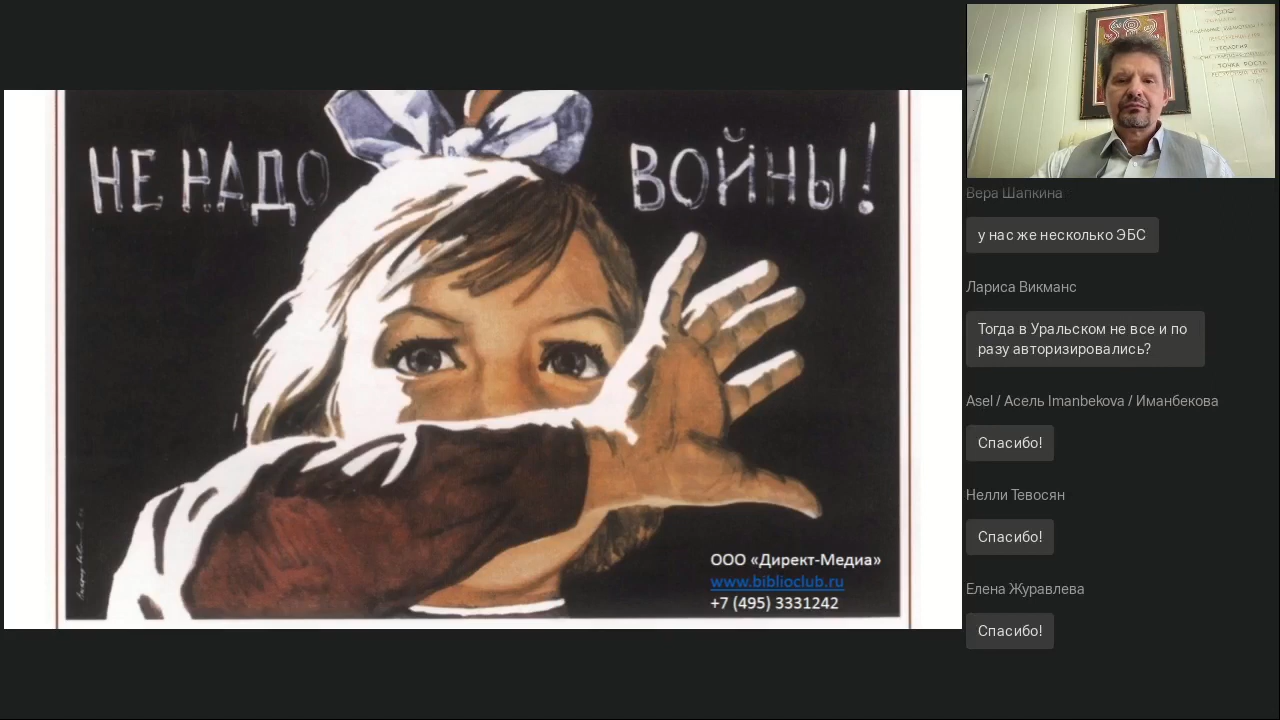 НЕ НАДО ВОЙНЫ!
ООО «Директ-Медиа»
www.biblioclub.ru
+7 (495) 3331242
ТОЧКА РОСТА
Вера Шапкина
у нас же несколько ЭБС
Лариса Викманс
Тогда в Уральском не все и по
разу авторизировались?
Asel / Асель Imanbekova / Иманбекова
Спасибо!
Нелли Тевосян
Спасибо!
Елена Журавлева
Спасибо!